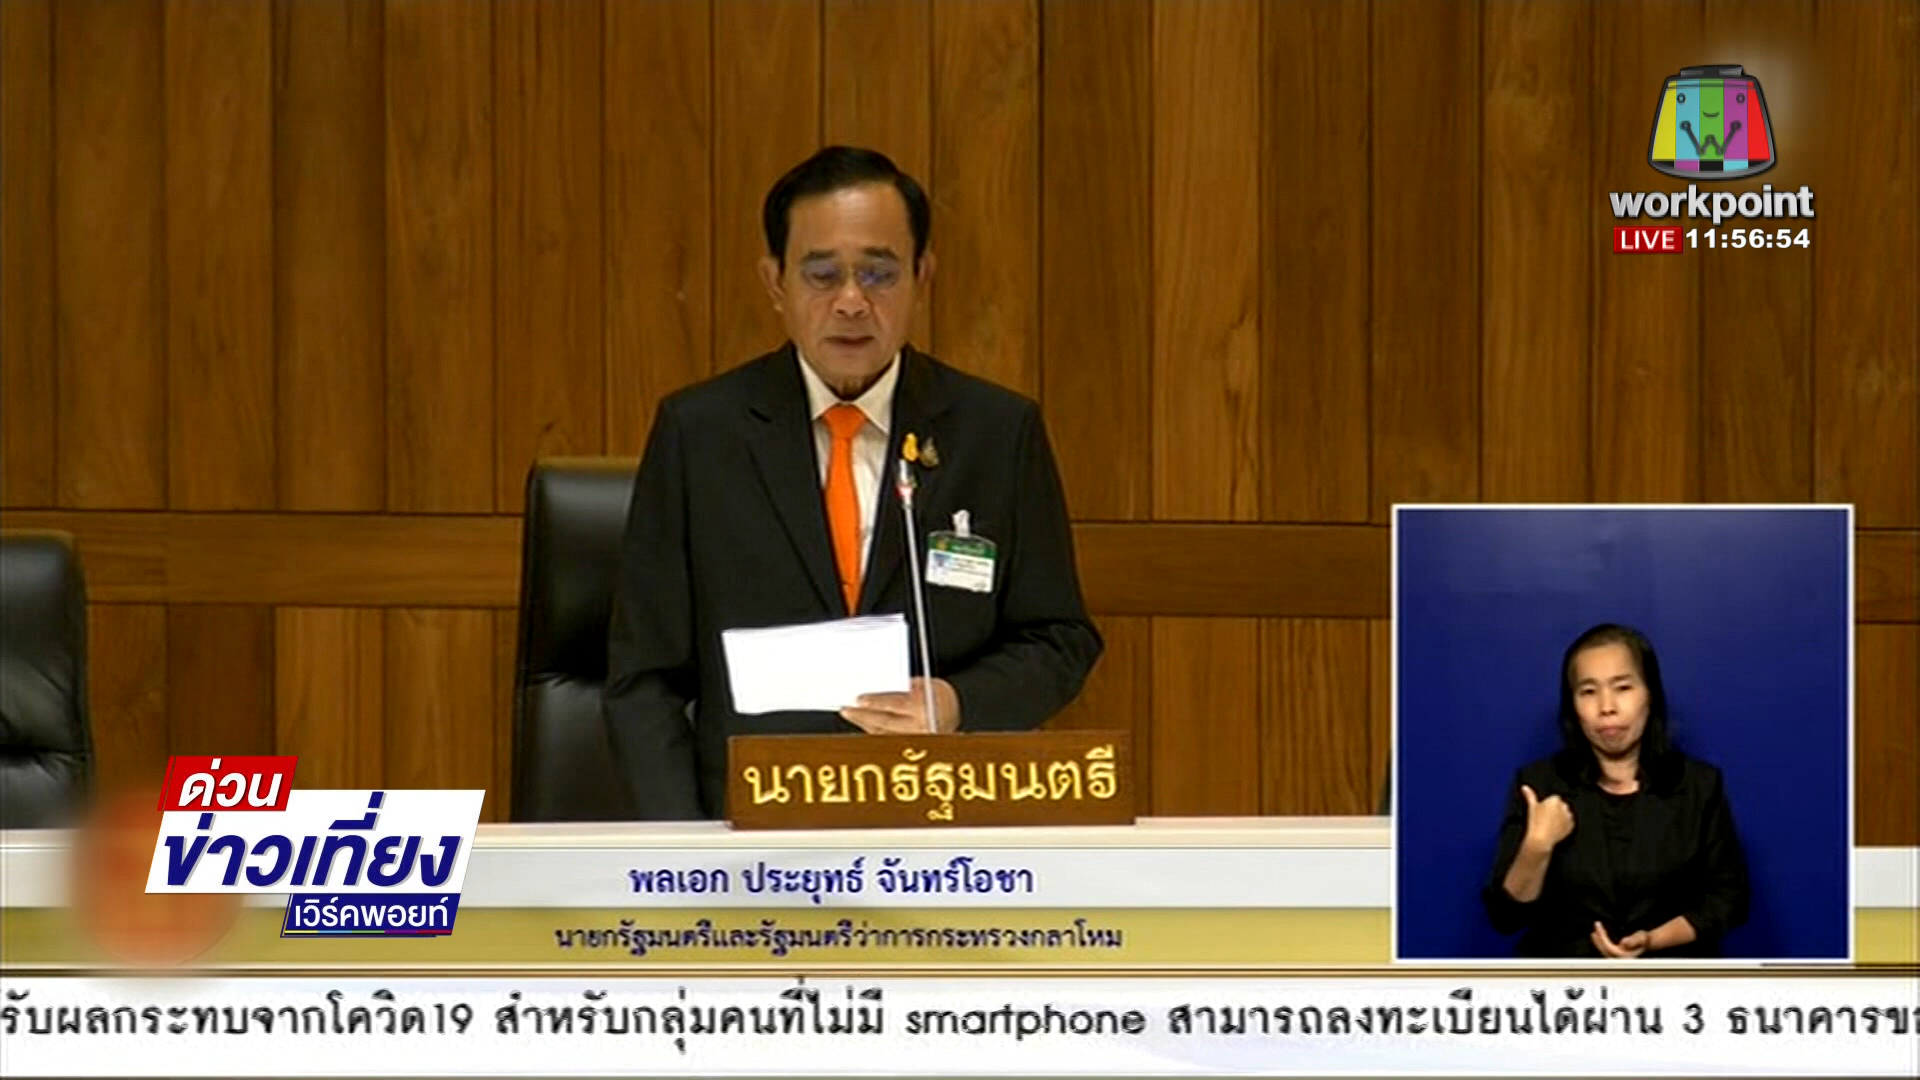 workpoint
LIVE 11:56:54
นายกรัฐมนตรี
ด่วน
ข่าวเที่ยง
เวิร์คพอยท์
พลเอก ประยุทธ์ จันทร์โอชา
นายกรัฐมนตรีและรัฐมนตรีว่าการกระทรวงกลาโหม
รับผลกระทบจากโควิด19 สำหรับกลุ่มคนที่ไม่มี smartphone สามารถลงทะเบียนได้ผ่าน 3 ธนาคารขอ